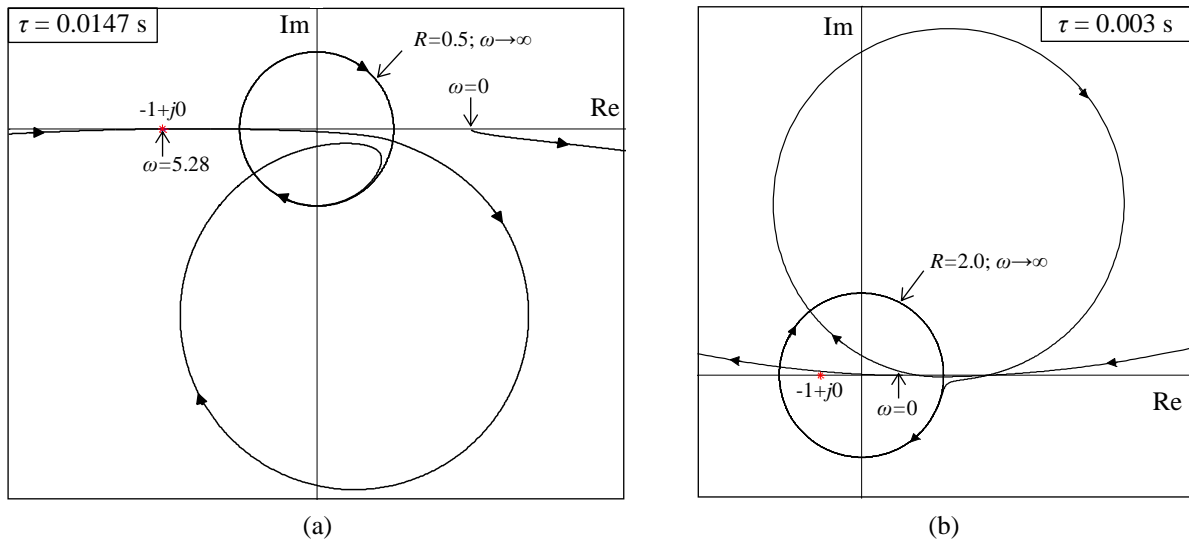 τ = 0.0147 s
Im
R=0.5; ω→∞
ω=0
-1+j0
Re
ω=5.28
(a)
Im
τ = 0.003 s
R=2.0; ω→∞
-1+j0
ω=0
Re
(b)